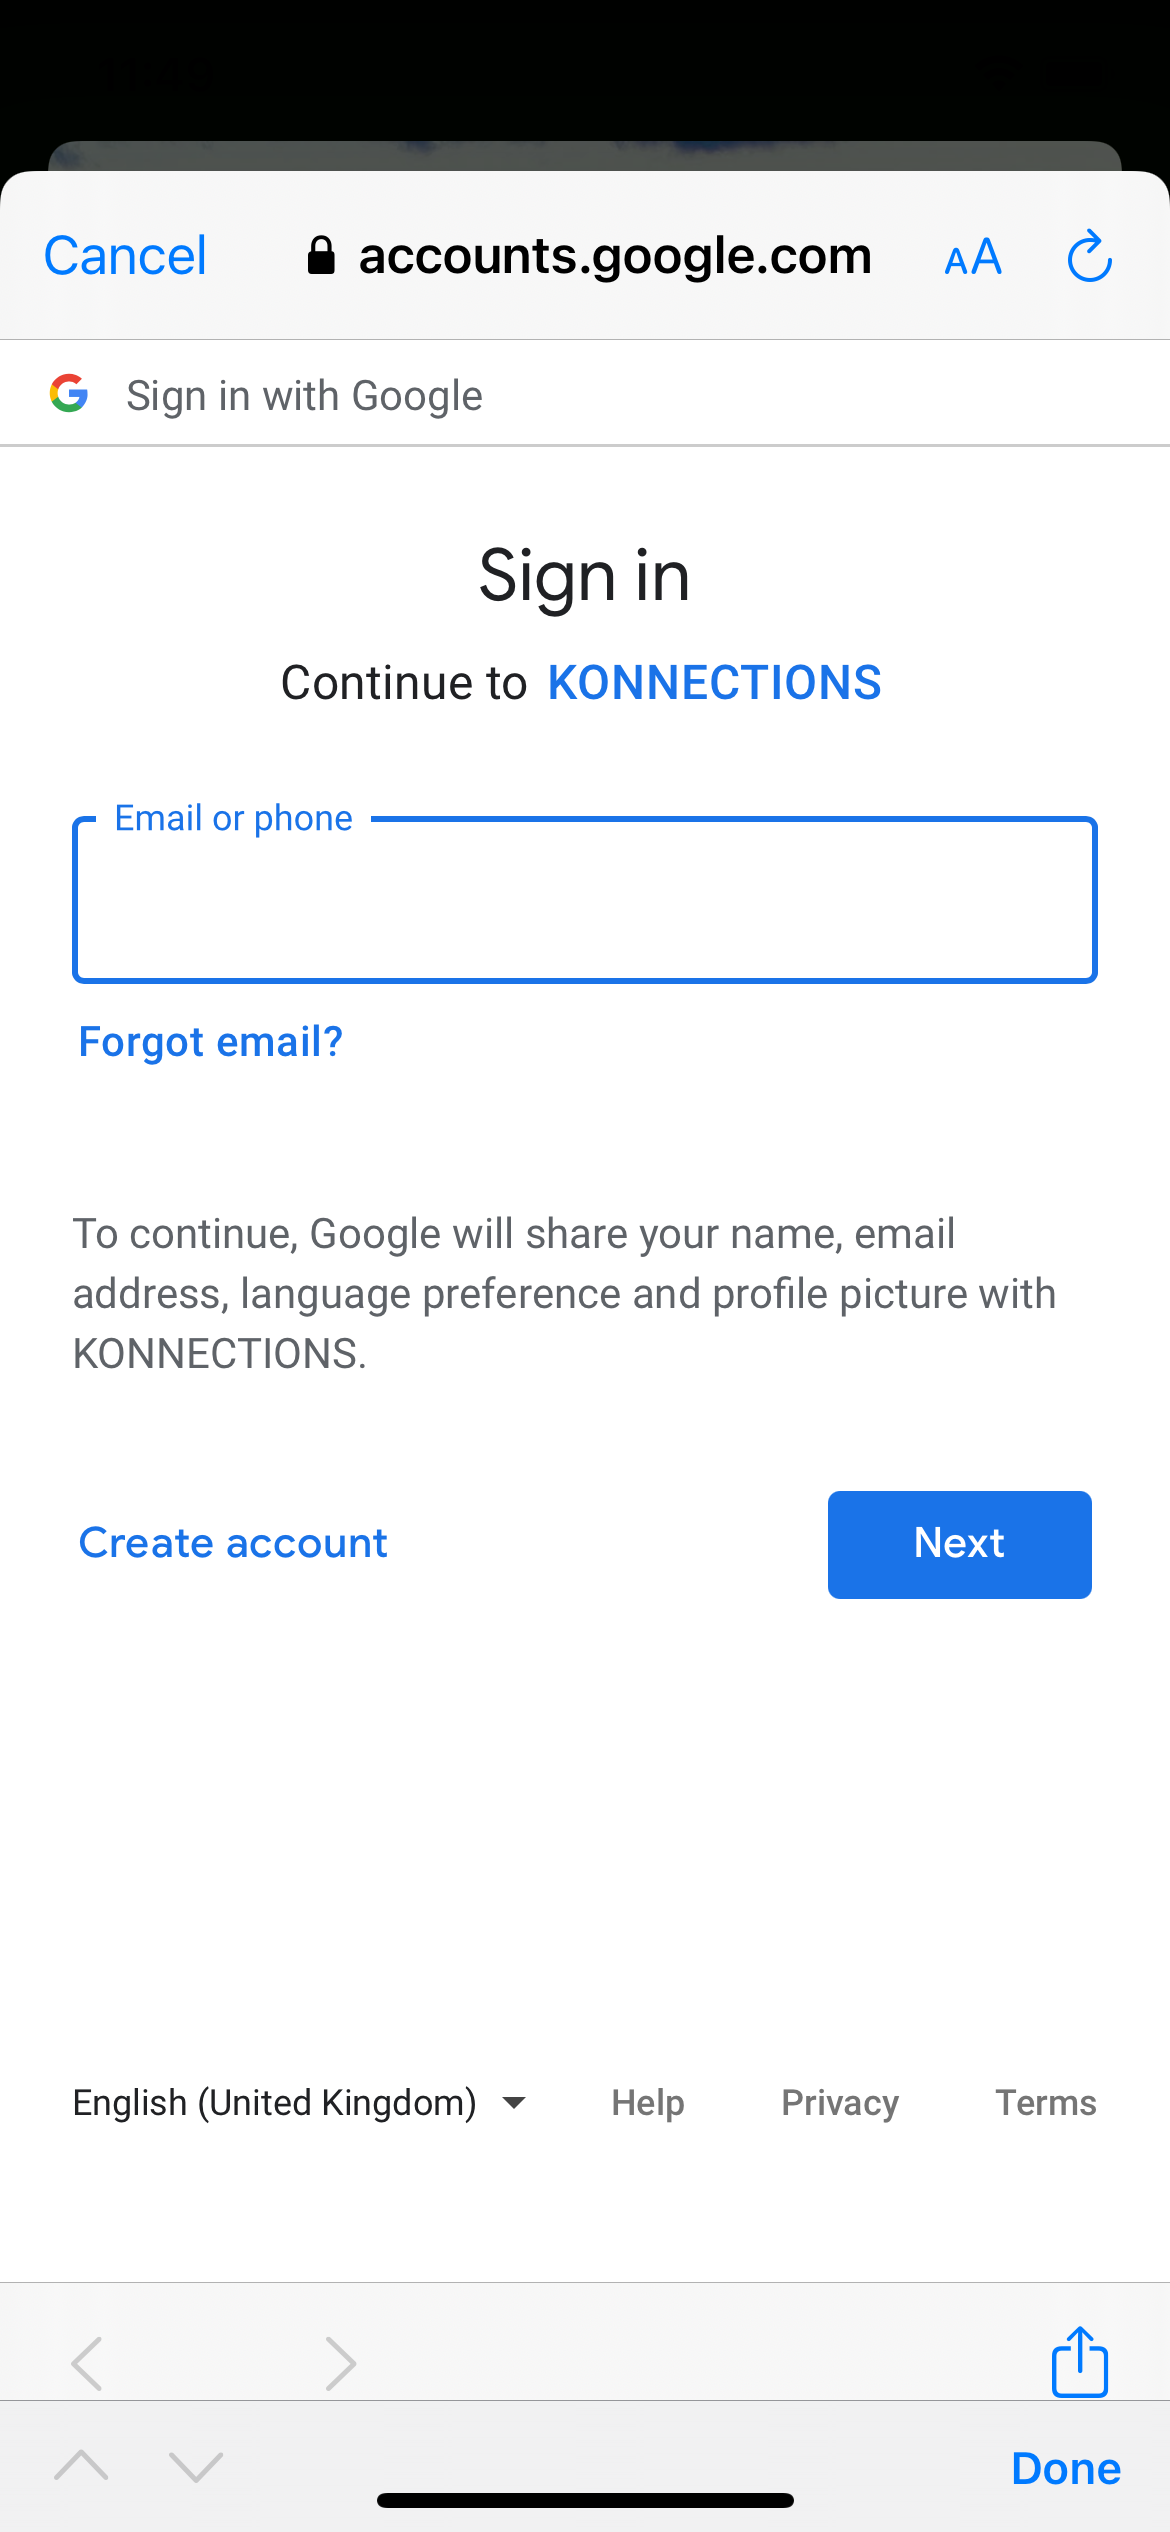 Cancel accounts.google.com AA
Sign in with Google
Sign in
Continue to KONNECTIONS
Email or phone
Forgot email?
To continue, Google will share your name, email
address, language preference and profile picture with
KONNECTIONS.
Create account Next
English (United Kingdom) Help Privacy Terms
Done